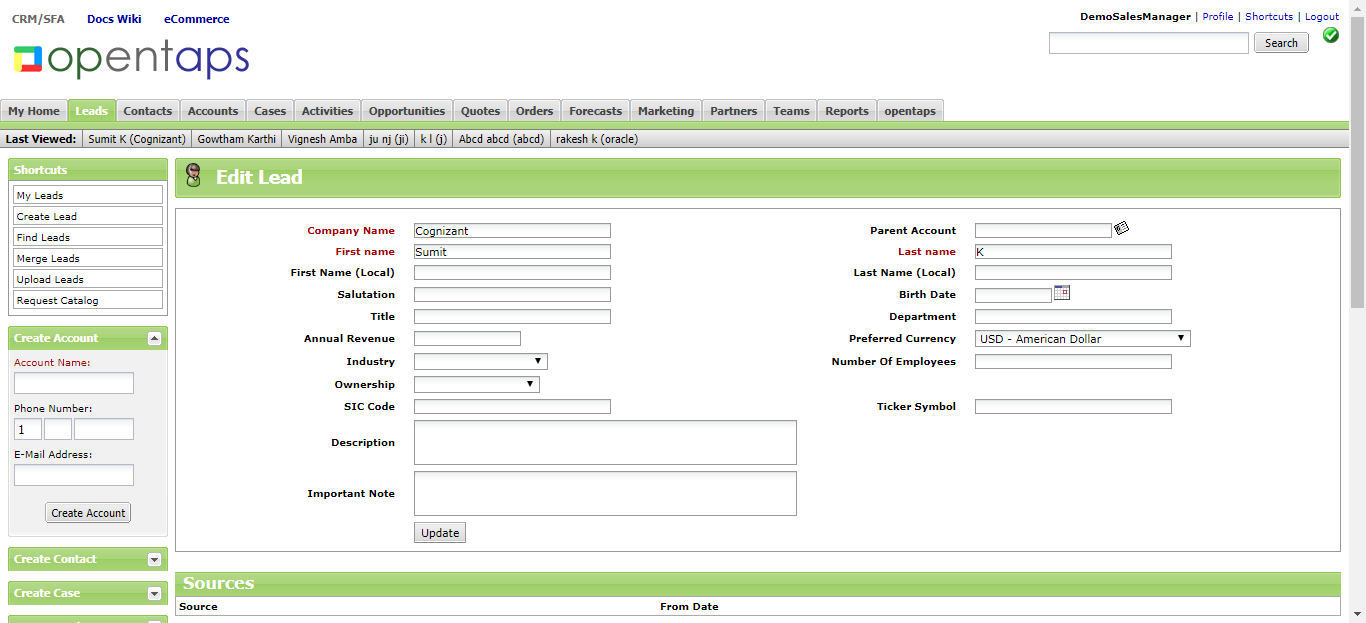 CRM/SFA Docs Wiki eCommerce
DemoSalesManager | Profile | Shortcuts | Logout
opentaps
Search
My Home Leads Contacts Accounts Cases Activities Opportunities Quotes Orders Forecasts Marketing Partners Teams Reports opentaps
Last Viewed: Sumit K (Cognizant) Gowtham Karthi Vignesh Amba ju nj (ji) k l (j) Abcd abcd (abcd) rakesh k (oracle)
Shortcuts
My Leads
Create Lead
Find Leads
Merge Leads
Upload Leads
Request Catalog
Create Account
Account Name:
Phone Number:
1
E-Mail Address:
Create Account
Create Contact
Create Case
Edit Lead
Company Name Cognizant Parent Account
First name Sumit Last name K
First Name (Local) Last Name (Local)
Salutation Birth Date
Title Department
Annual Revenue Preferred Currency USD - American Dollar
Industry Number Of Employees
Ownership
SIC Code Ticker Symbol
Description
Important Note
Update
Sources
Source From Date